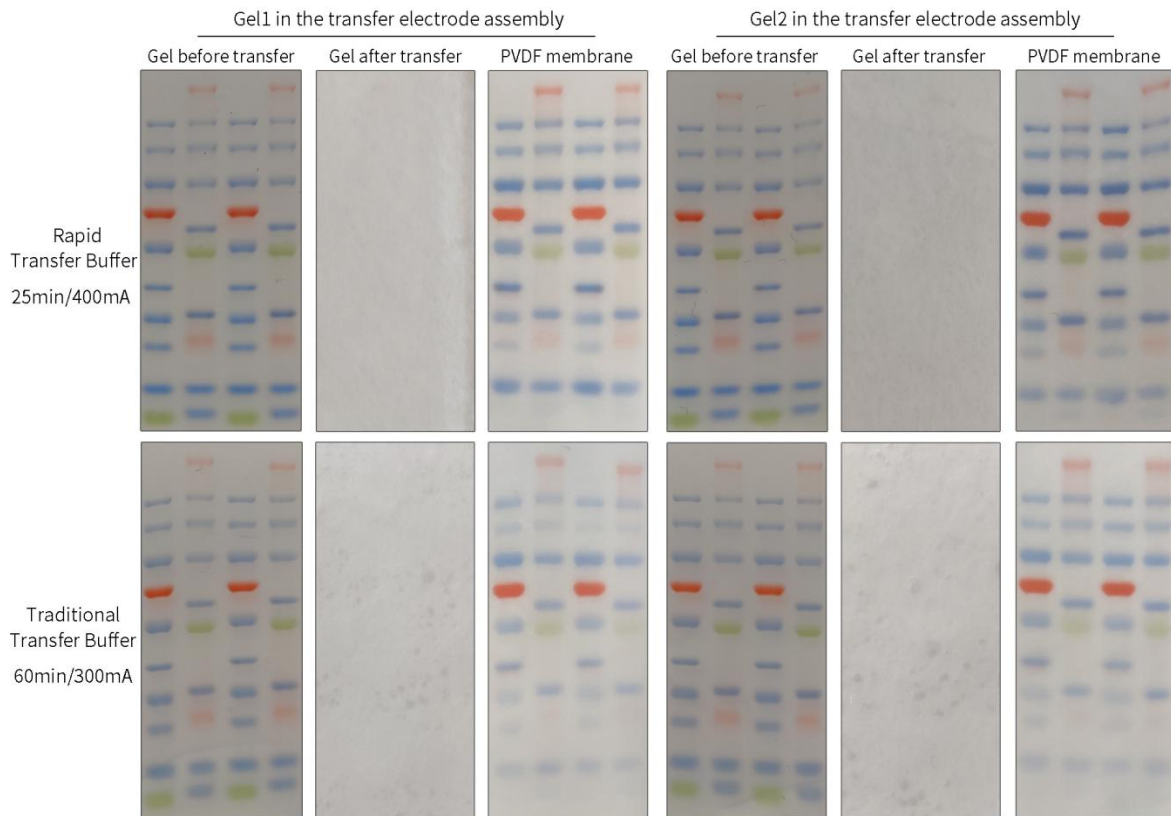 Gel1 in the transfer electrode assembly
Gel2 in the transfer electrode assembly
Gel before transfer
Gel after transfer
PVDF membrane
Gel before transfer
Gel after transfer
PVDF membrane
Rapid
Transfer Buffer
25min/400mA
Traditional
Transfer Buffer
60min/300mA